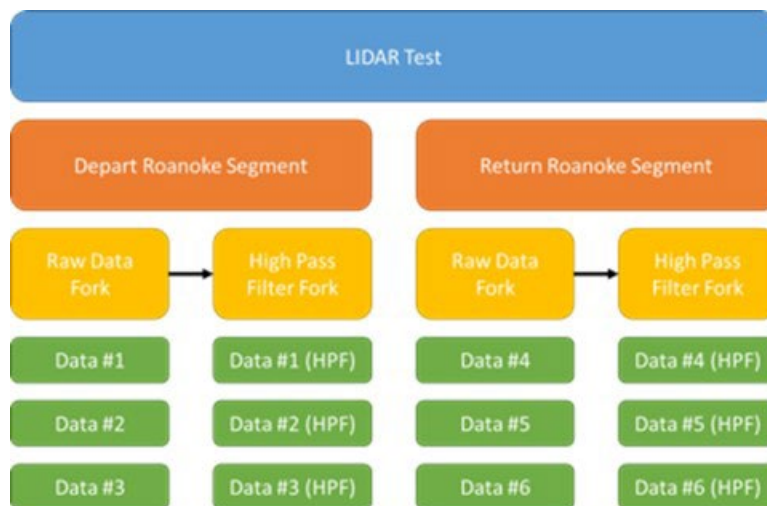 LIDAR Test
Depart Roanoke Segment
Return Roanoke Segment
Raw Data
Fork
High Pass
Filter Fork
Raw Data
Fork
High Pass
Filter Fork
Data #1
Data #1 (HPF)
Data #4
Data #4 (HPF)
Data #2
Data #2 (HPF)
Data #5
Data #5 (HPF)
Data #3
Data #3 (HPF)
Data #6
Data #6 (HPF)